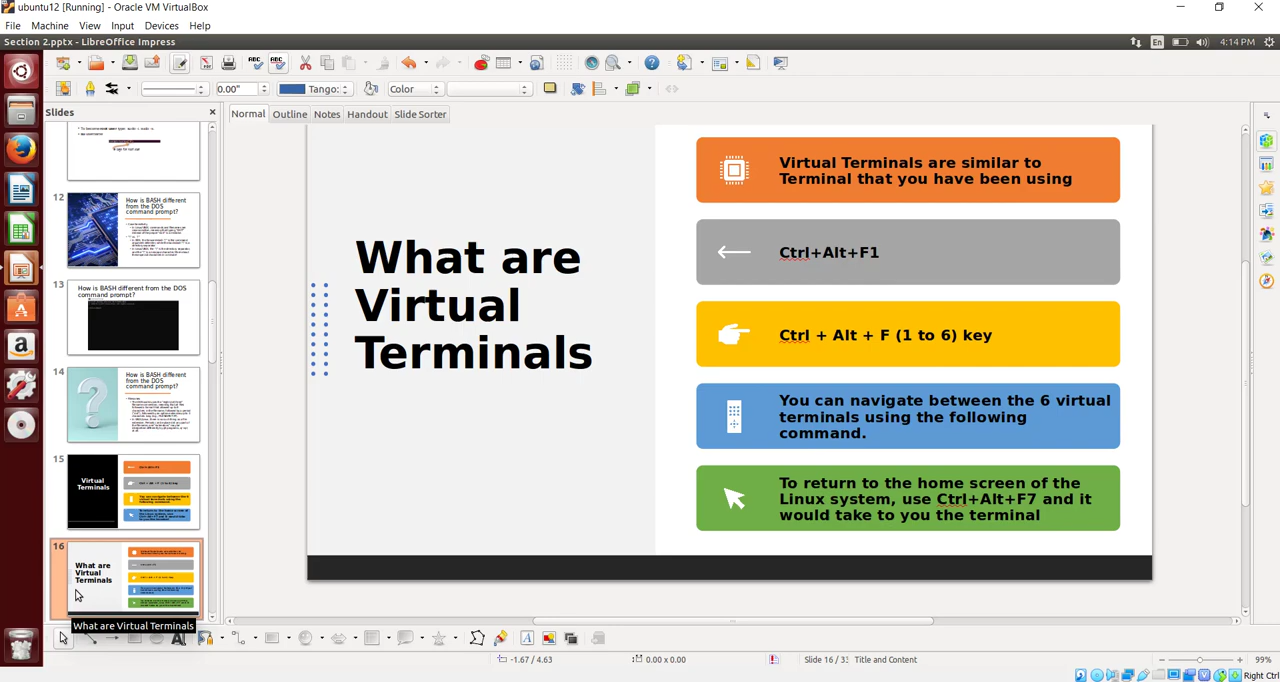 ubuntu12 [Running] - Oracle VM VirtualBox
File Machine View Input Devices Help
Section 2.pptx - LibreOffice Impress
En
4:14 PM
0.00"
Tango:
Color
Slides
Normal Outline Notes Handout Slide Sorter
12
How is BASH different
from the DOS
command prompt?
13
How is BASH different from the DOS
command prompt?
14
How is BASH different
from the DOS
command prompt?
15
Virtual
Terminals
16
What are
Virtual
Terminals
What are Virtual Terminals
What are
Virtual
Terminals
Virtual Terminals are similar to
Terminal that you have been using
Ctrl+Alt+F1
Ctrl + Alt + F (1 to 6) key
You can navigate between the 6 virtual
terminals using the following
command.
To return to the home screen of the
Linux system, use Ctrl+Alt+F7 and it
would take to you the terminal
-1.67 / 4.63
0.00 x 0.00
Slide 16 / 33
Title and Content
99%
Right Ctrl